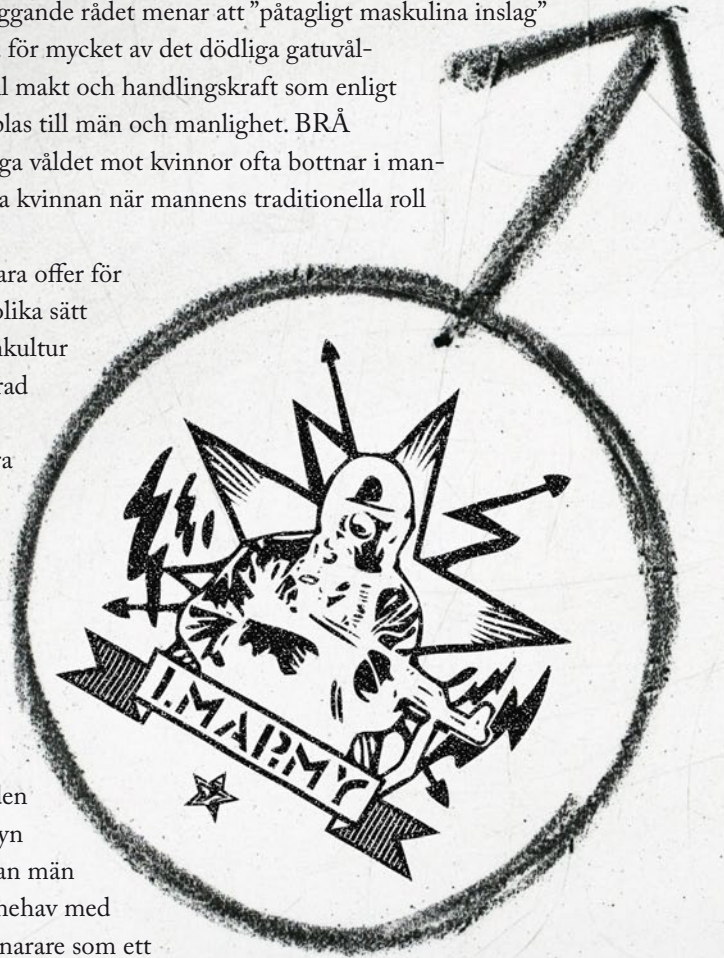 ggande rådet menar att ”påtagligt maskulina inslag”
för mycket av det dödliga gatuvål-
l makt och handlingskraft som enligt
plas till män och manlighet. BRÅ
ga våldet mot kvinnor ofta bottnar i man-
a kvinnan när mannens traditionella roll
ara offer för
olika sätt
nkultur
rad
ra
I.MARMY
den
yn
an män
nehav med
narare som ett